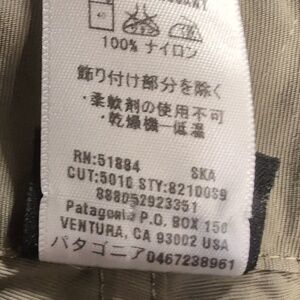 100% ナイロン
飾り付け部分を除く
・柔軟剤の使用不可
・乾燥機ー低温
RN:51884 SKA
CUT:5010 STY:82100S9
888052923351
Patagonia P.O. BOX 150
VENTURA, CA 93002 USA
パタゴニア0467238961